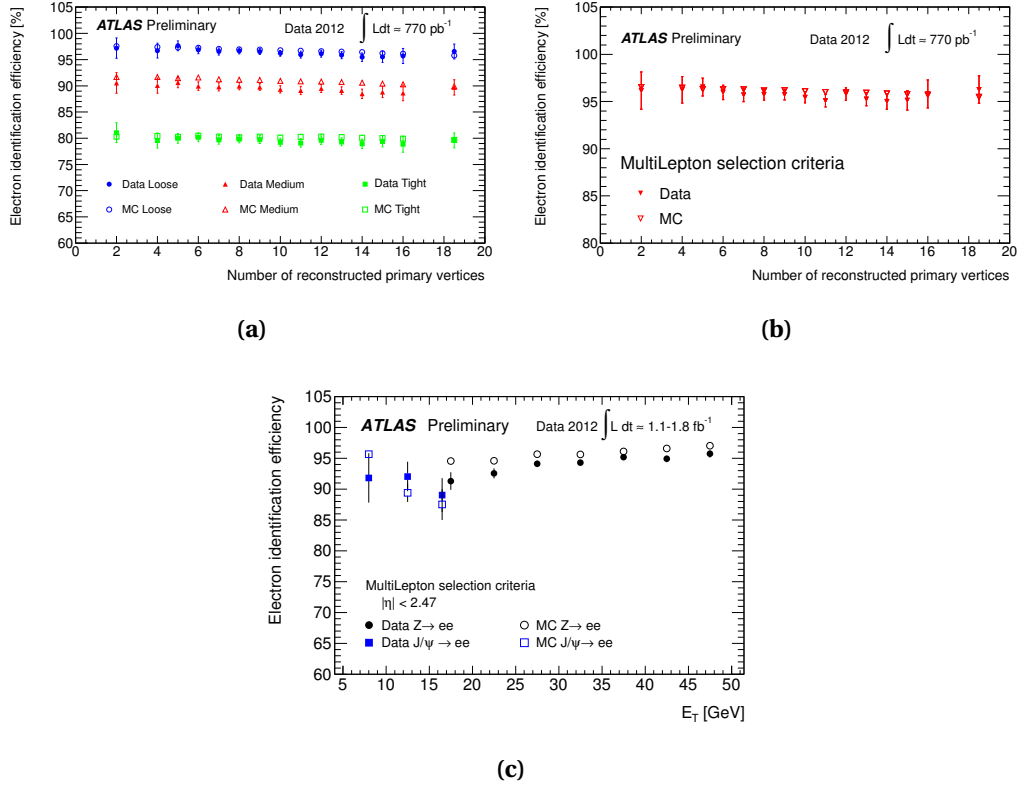 Electron identification efficiency [%]
105
100
95
90
85
80
75
70
65
60
ATLAS Preliminary
Data 2012 ∫ Ldt ≈ 770 pb-1
Data Loose
Data Medium
Data Tight
MC Loose
MC Medium
MC Tight
0 2 4 6 8 10 12 14 16 18 20
Number of reconstructed primary vertices
(a)
Electron identification efficiency [%]
105
100
95
90
85
80
ATLAS Preliminary
Data 2012 ∫ Ldt ≈ 770 pb-1
MultiLepton selection criteria
Data
MC
0 2 4 6 8 10 12 14 16 18 20
Number of reconstructed primary vertices
(b)
Electron identification efficiency
105
100
95
90
85
80
75
70
65
60
ATLAS Preliminary
Data 2012 ∫ L dt ≈ 1.1-1.8 fb-1
MultiLepton selection criteria
|η| < 2.47
Data Z→ ee
MC Z→ ee
Data J/ψ → ee
MC J/ψ→ ee
5 10 15 20 25 30 35 40 45 50
ET [GeV]
(c)